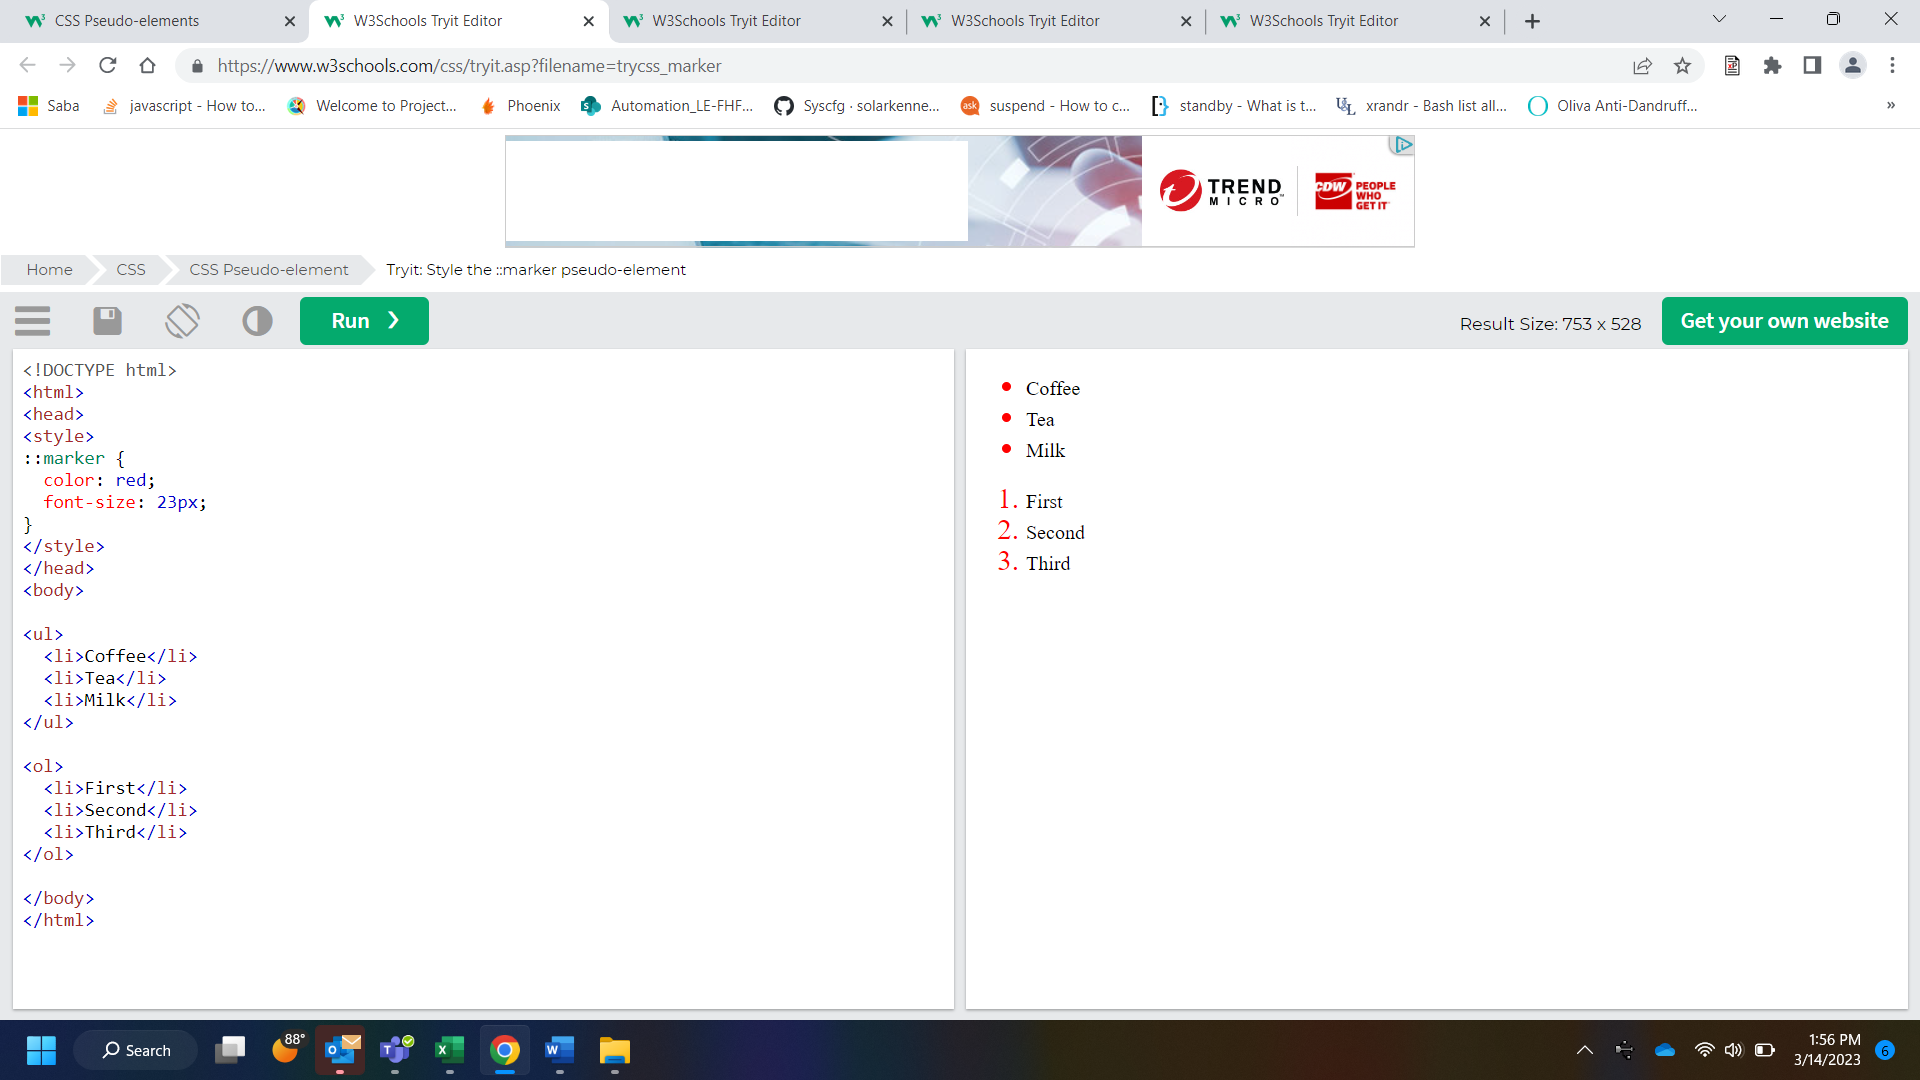 CSS Pseudo-elements
W3Schools Tryit Editor
W3Schools Tryit Editor
W3Schools Tryit Editor
W3Schools Tryit Editor
https://www.w3schools.com/css/tryit.asp?filename=trycss_marker
Saba
javascript - How to...
Welcome to Project...
Phoenix
Automation_LE-FHF...
Syscfg · solarkenne...
ask
suspend - How to c...
standby - What is t...
U&L
xrandr - Bash list all...
Oliva Anti-Dandruff...
»
TREND MICRO
CDW PEOPLE WHO GET IT
Home
CSS
CSS Pseudo-element
Tryit: Style the ::marker pseudo-element
Run ❯
Result Size: 753 x 528
Get your own website
<!DOCTYPE html>
<html>
<head>
<style>
::marker {
  color: red;
  font-size: 23px;
}
</style>
</head>
<body>
<ul>
  <li>Coffee</li>
  <li>Tea</li>
  <li>Milk</li>
</ul>
<ol>
  <li>First</li>
  <li>Second</li>
  <li>Third</li>
</ol>
</body>
</html>
• Coffee
• Tea
• Milk
1. First
2. Second
3. Third
Search
88°
1:56 PM
3/14/2023
6